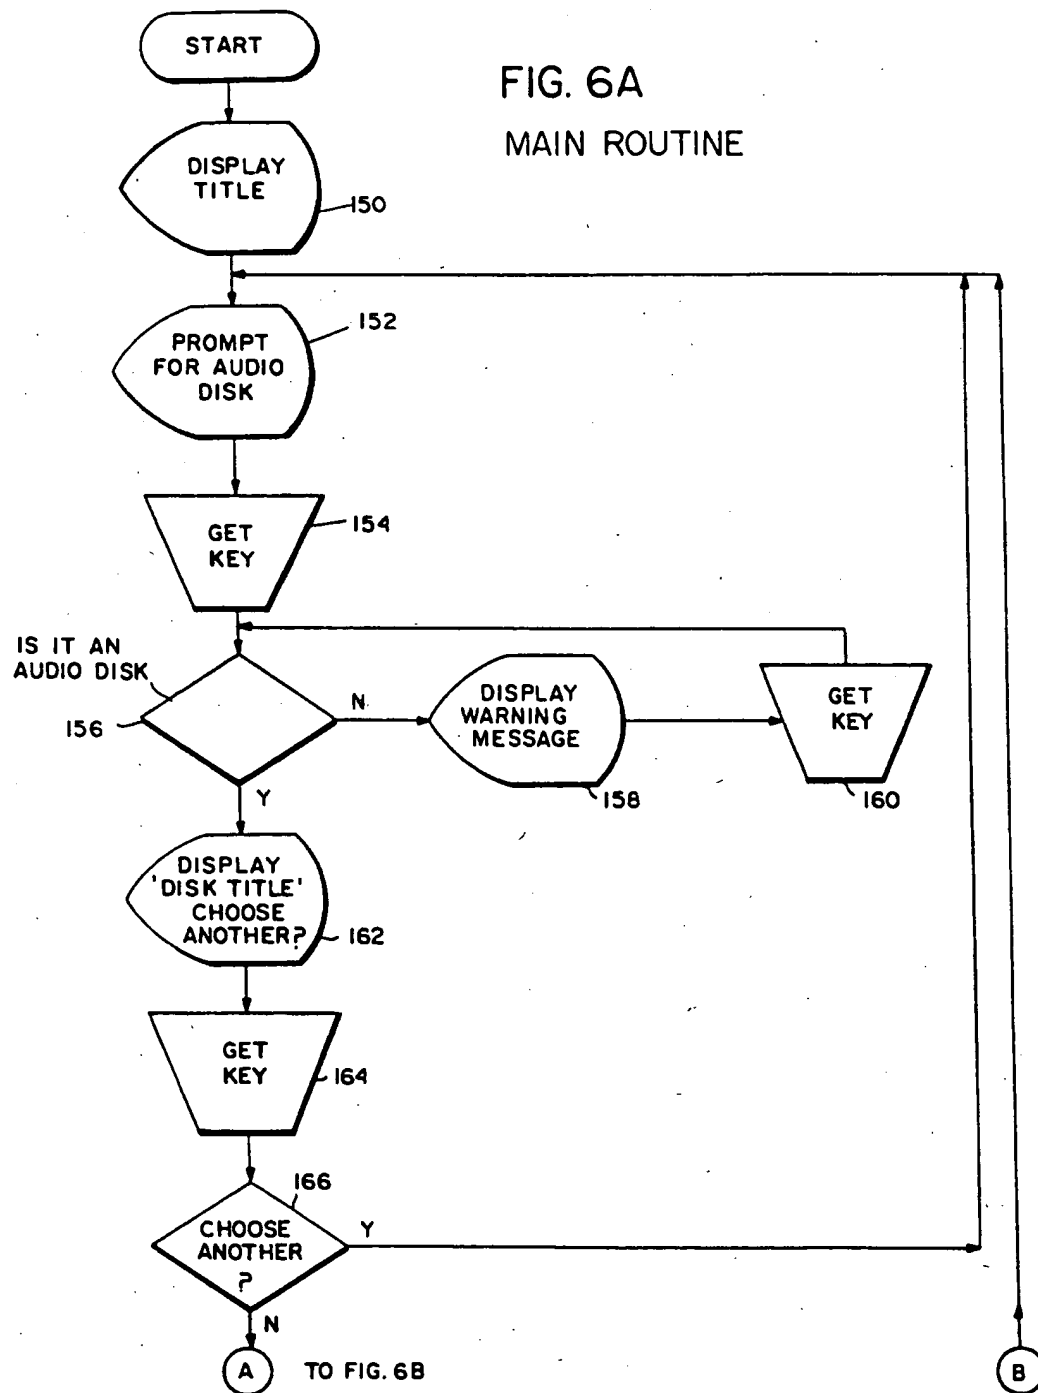 START
FIG. 6A
MAIN ROUTINE
DISPLAY
TITLE
150
PROMPT
FOR AUDIO
DISK
152
GET
KEY
154
IS IT AN
AUDIO DISK
156
N
DISPLAY
WARNING
MESSAGE
158
GET
KEY
160
Y
DISPLAY
'DISK TITLE'
CHOOSE
ANOTHER?
162
GET
KEY
164
166
CHOOSE
ANOTHER
?
Y
N
A
TO FIG. 6B
B